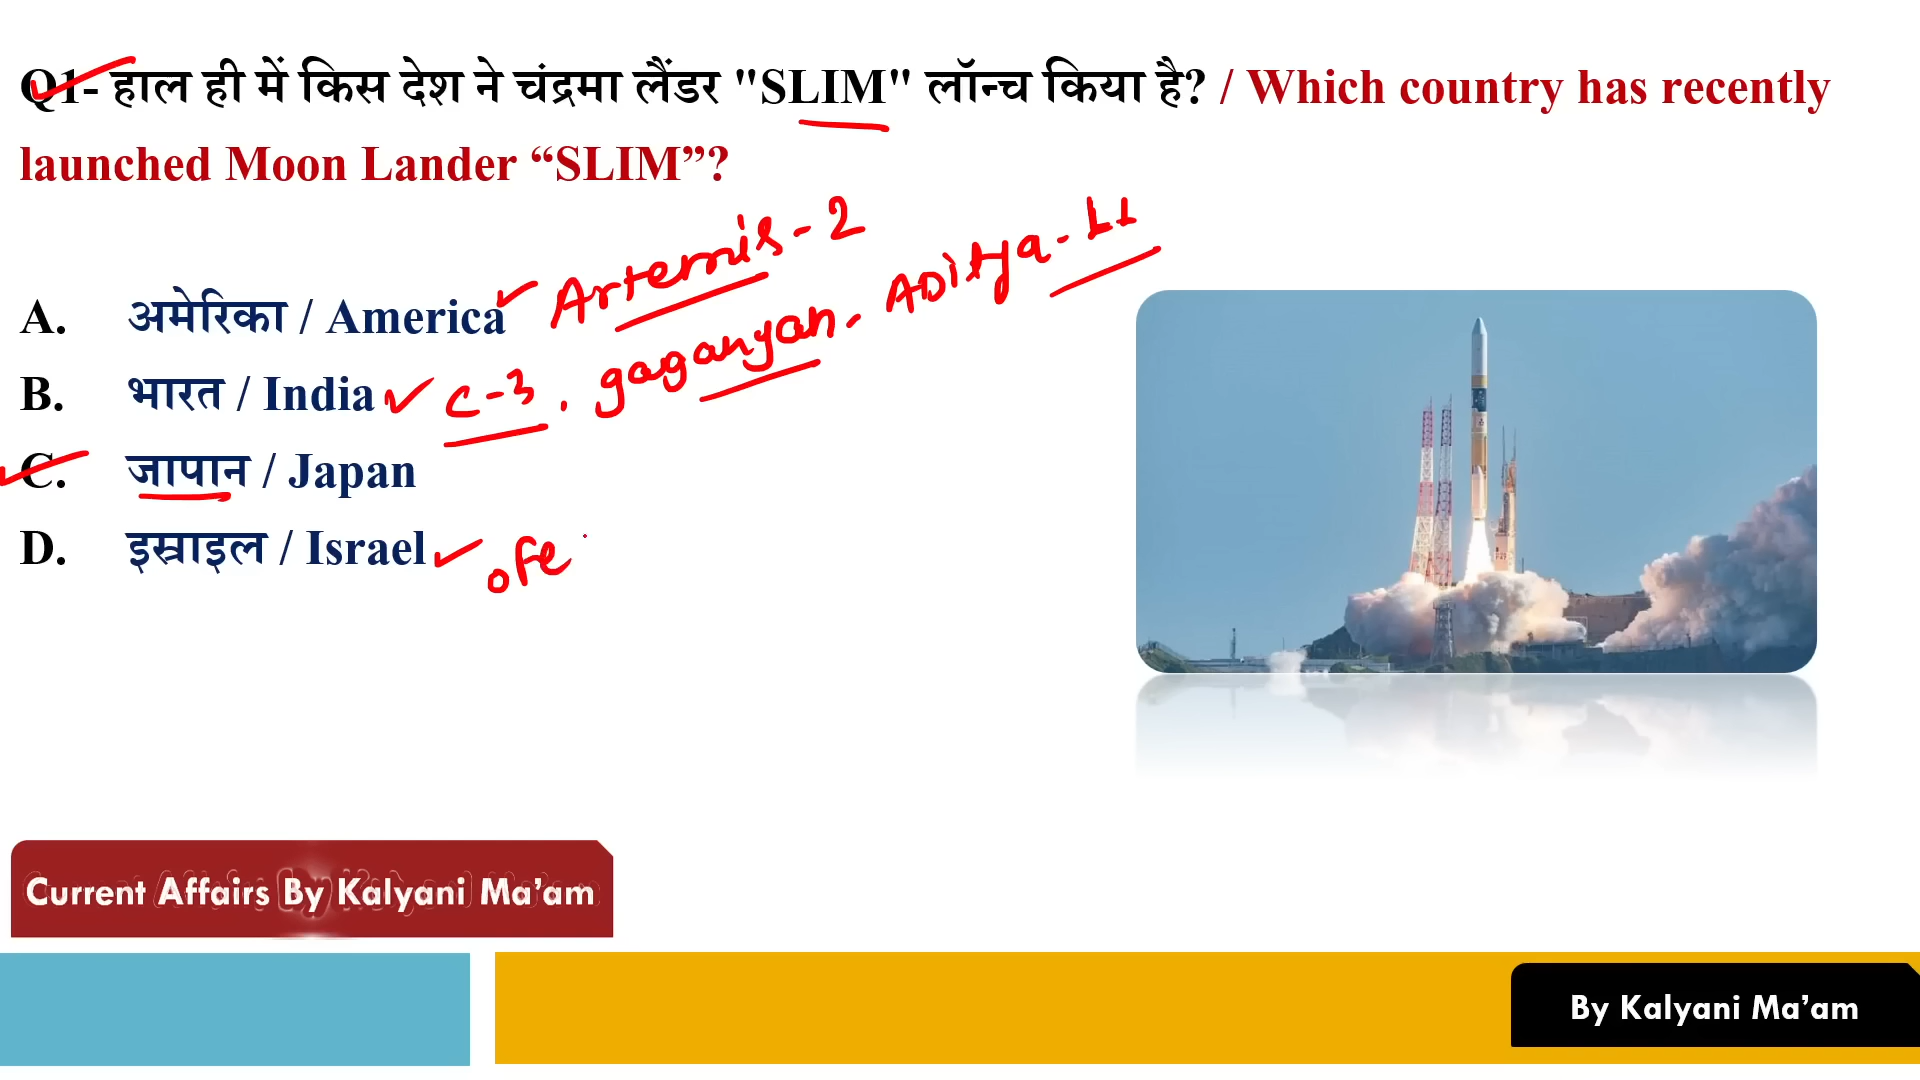 Q1- हाल ही में किस देश ने चंद्रमा लैंडर "SLIM" लॉन्च किया है? / Which country has recently
launched Moon Lander “SLIM”?
Artemis-2
A. अमेरिका / America
gaganyan. ADitya-L1
B. भारत / India C-3.
C. जापान / Japan
D. इस्राइल / Israel ofe
Current Affairs By Kalyani Ma’am
By Kalyani Ma’am